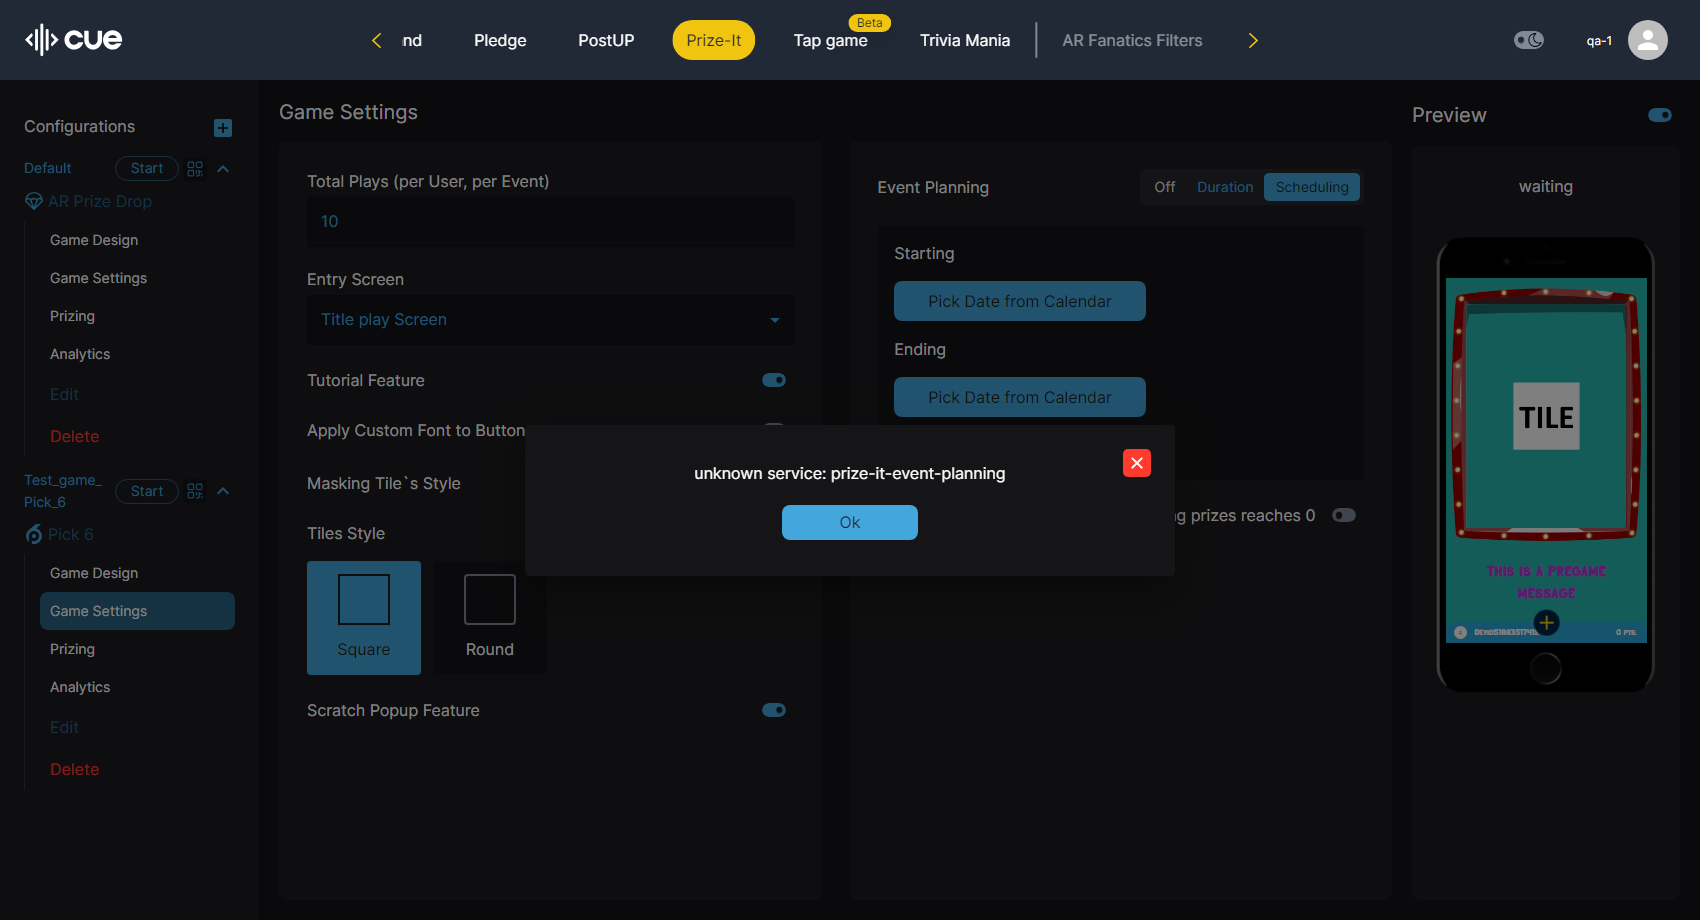 cue
nd
Pledge
PostUP
Prize-It
Beta
Tap game
Trivia Mania
AR Fanatics Filters
qa-1
Configurations
Default
Start
AR Prize Drop
Game Design
Game Settings
Prizing
Analytics
Edit
Delete
Test_game_
Pick_6
Start
Pick 6
Game Design
Game Settings
Prizing
Analytics
Edit
Delete
Game Settings
Total Plays (per User, per Event)
10
Entry Screen
Title play Screen
Tutorial Feature
Apply Custom Font to Button
Masking Tile`s Style
Tiles Style
Square
Round
Scratch Popup Feature
Event Planning
Off
Duration
Scheduling
Starting
Pick Date from Calendar
Ending
Pick Date from Calendar
g prizes reaches 0
unknown service: prize-it-event-planning
Ok
Preview
waiting
TILE
THIS IS A PREGAME
MESSAGE
0 PTS.